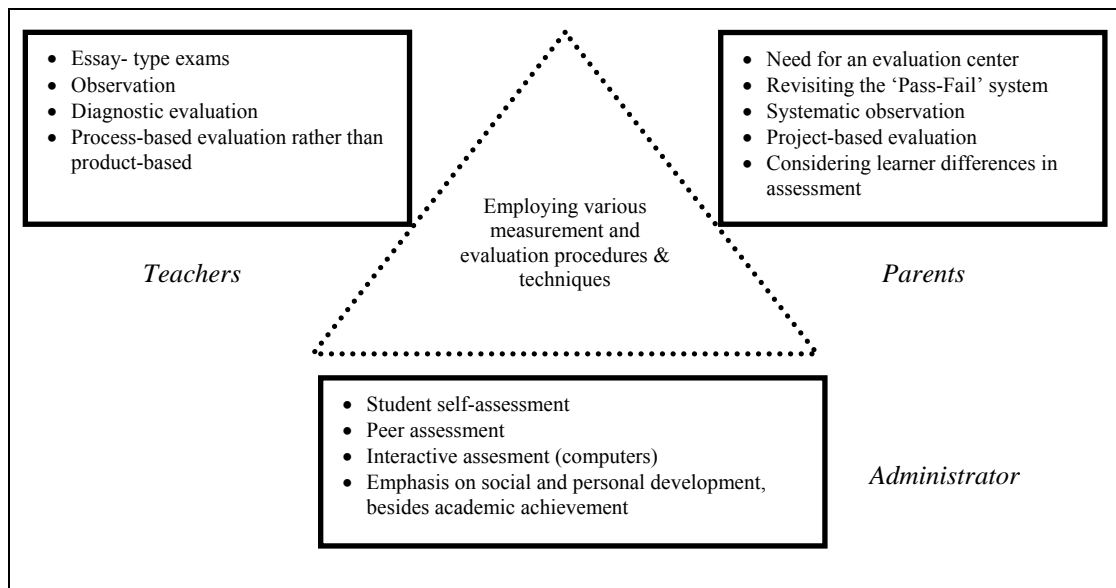 • Essay- type exams
• Observation
• Diagnostic evaluation
• Process-based evaluation rather than
product-based
Teachers
• Need for an evaluation center
• Revisiting the ‘Pass-Fail’ system
• Systematic observation
• Project-based evaluation
• Considering learner differences in
assessment
Parents
Employing various
measurement and
evaluation procedures &
techniques
• Student self-assessment
• Peer assessment
• Interactive assesment (computers)
• Emphasis on social and personal development,
besides academic achievement
Administrator